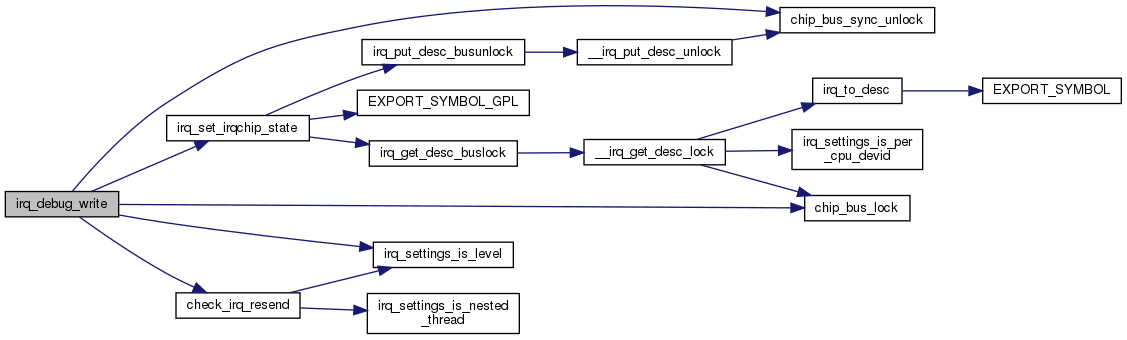 chip_bus_sync_unlock
irq_put_desc_busunlock
__irq_put_desc_unlock
irq_to_desc
EXPORT_SYMBOL
EXPORT_SYMBOL_GPL
irq_set_irqchip_state
irq_get_desc_buslock
__irq_get_desc_lock
irq_settings_is_per
_cpu_devid
irq_debug_write
chip_bus_lock
irq_settings_is_level
check_irq_resend
irq_settings_is_nested
_thread